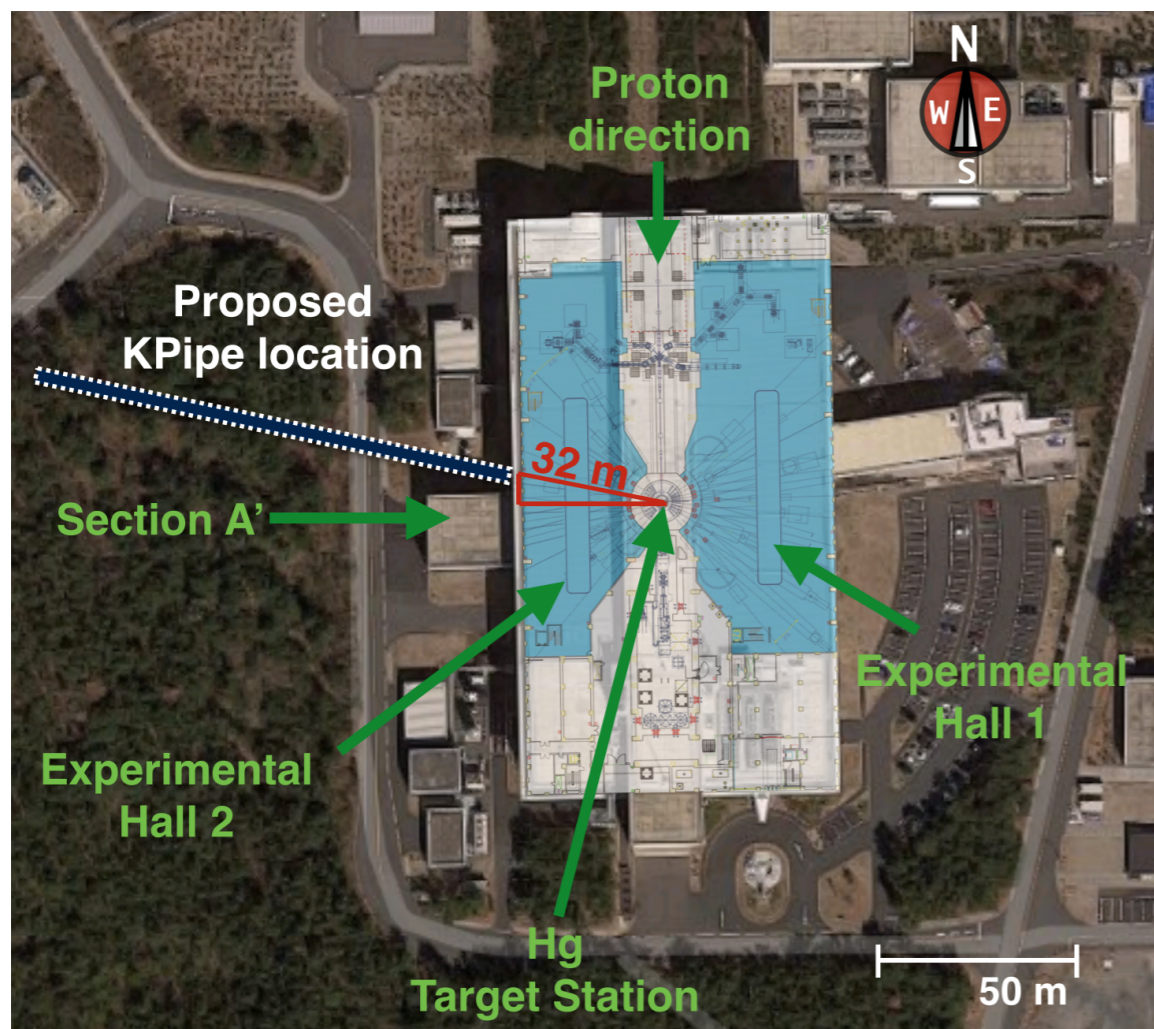 N
W E
S
Proton
direction
Proposed
KPipe location
32 m
Section A’
Experimental
Hall 1
Experimental
Hall 2
Hg
Target Station
50 m